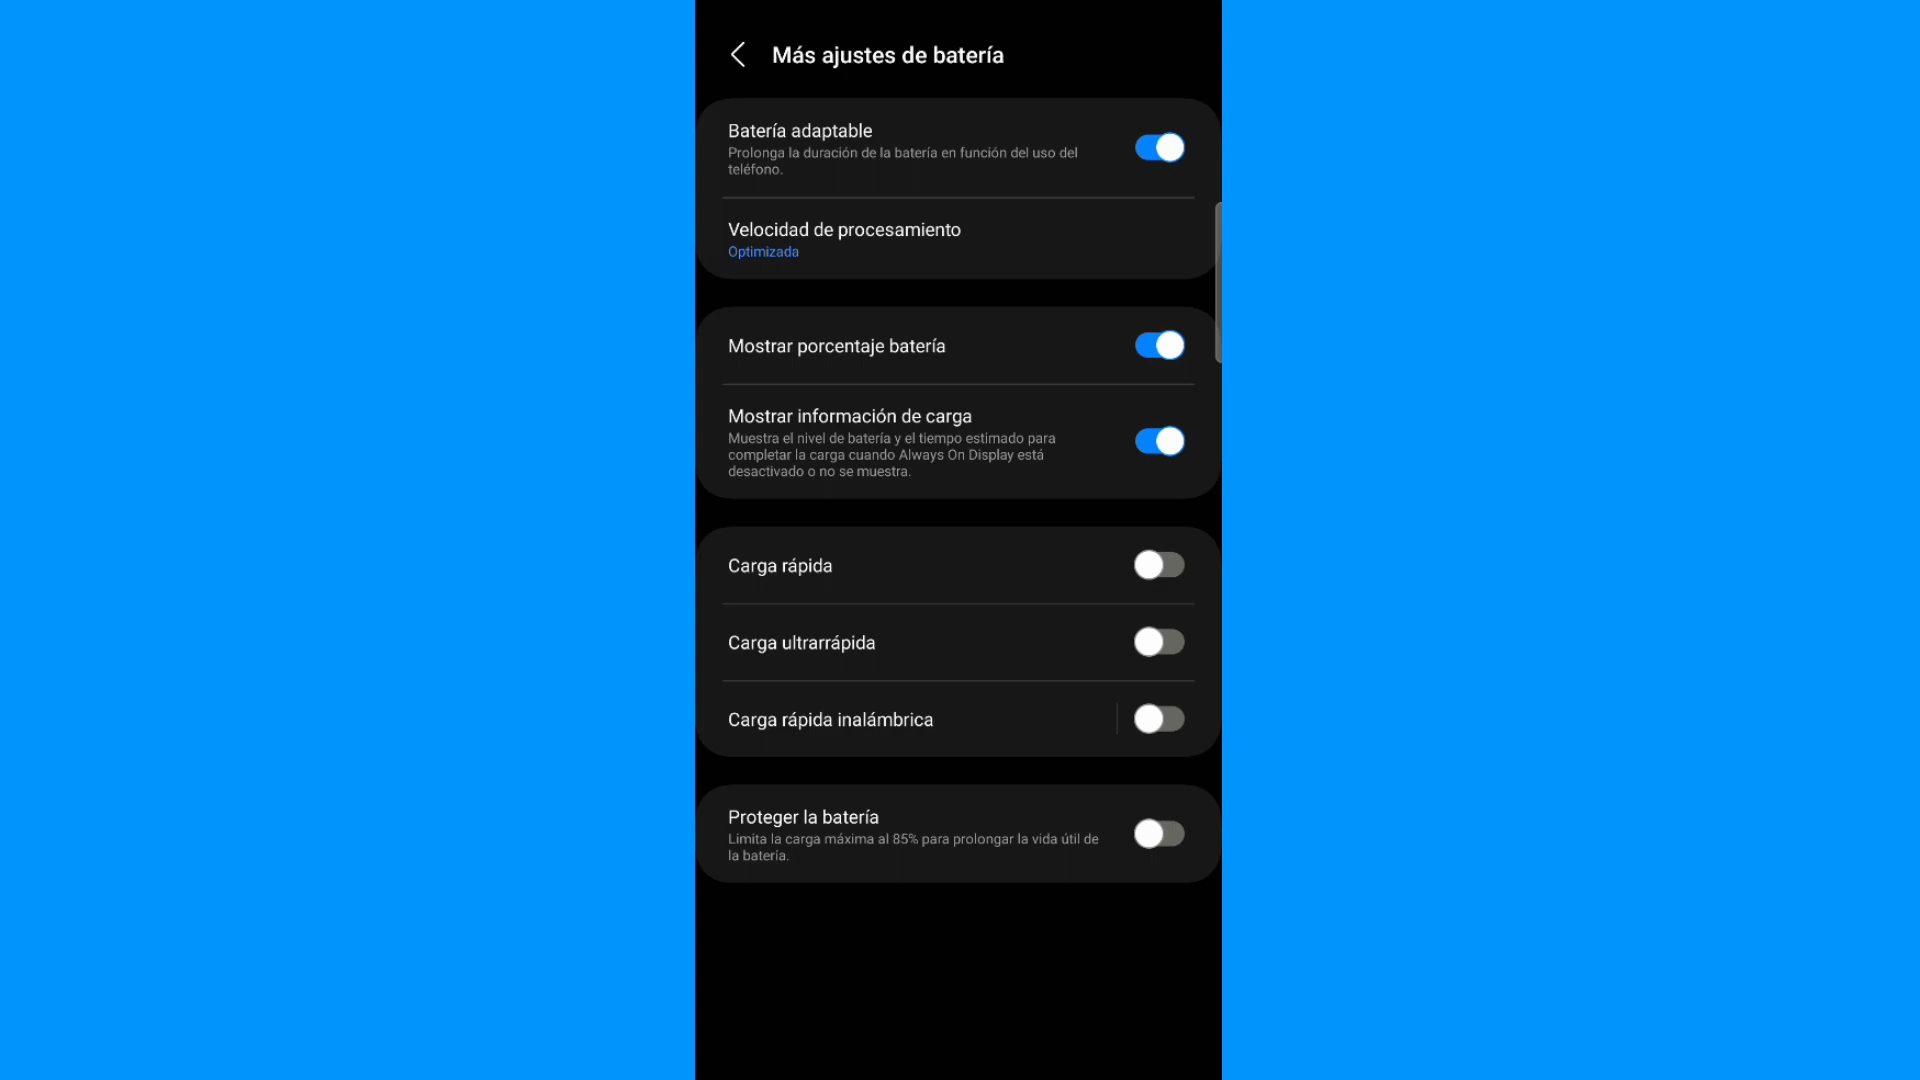 Más ajustes de batería
Batería adaptable
Prolonga la duración de la batería en función del uso del
teléfono.
Velocidad de procesamiento
Optimizada
Mostrar porcentaje batería
Mostrar información de carga
Muestra el nivel de batería y el tiempo estimado para
completar la carga cuando Always On Display está
desactivado o no se muestra.
Carga rápida
Carga ultrarrápida
Carga rápida inalámbrica
Proteger la batería
Limita la carga máxima al 85% para prolongar la vida útil de
la batería.